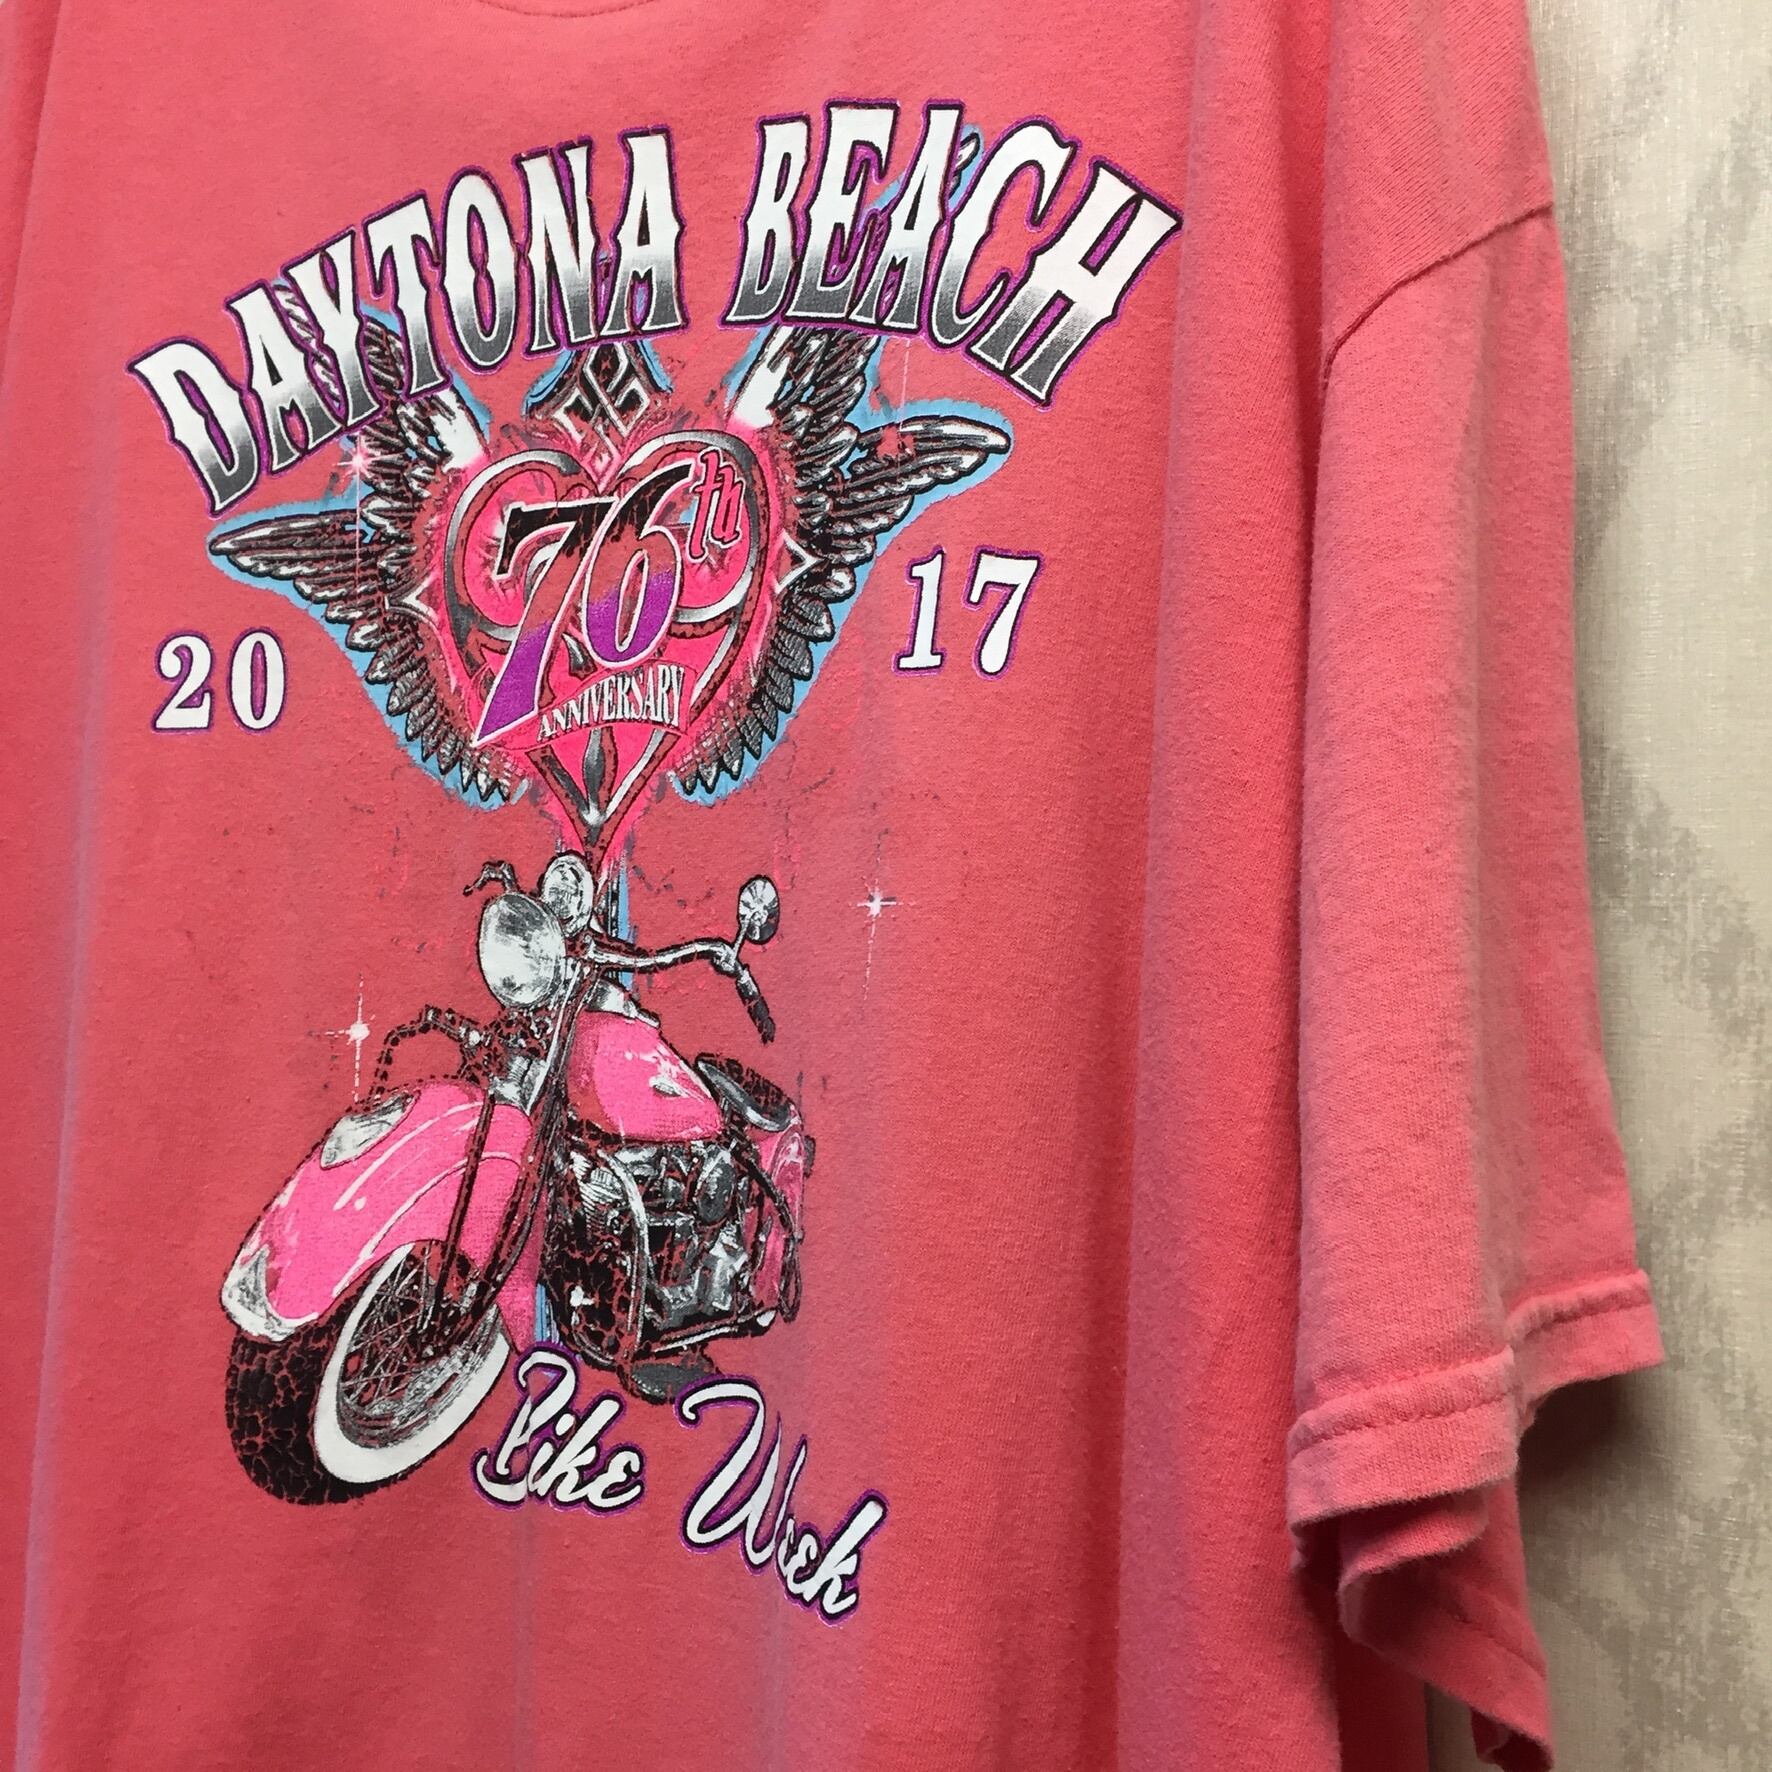 DAYTONA BEACH
76th
ANNIVERSARY
20 17
Bike Week